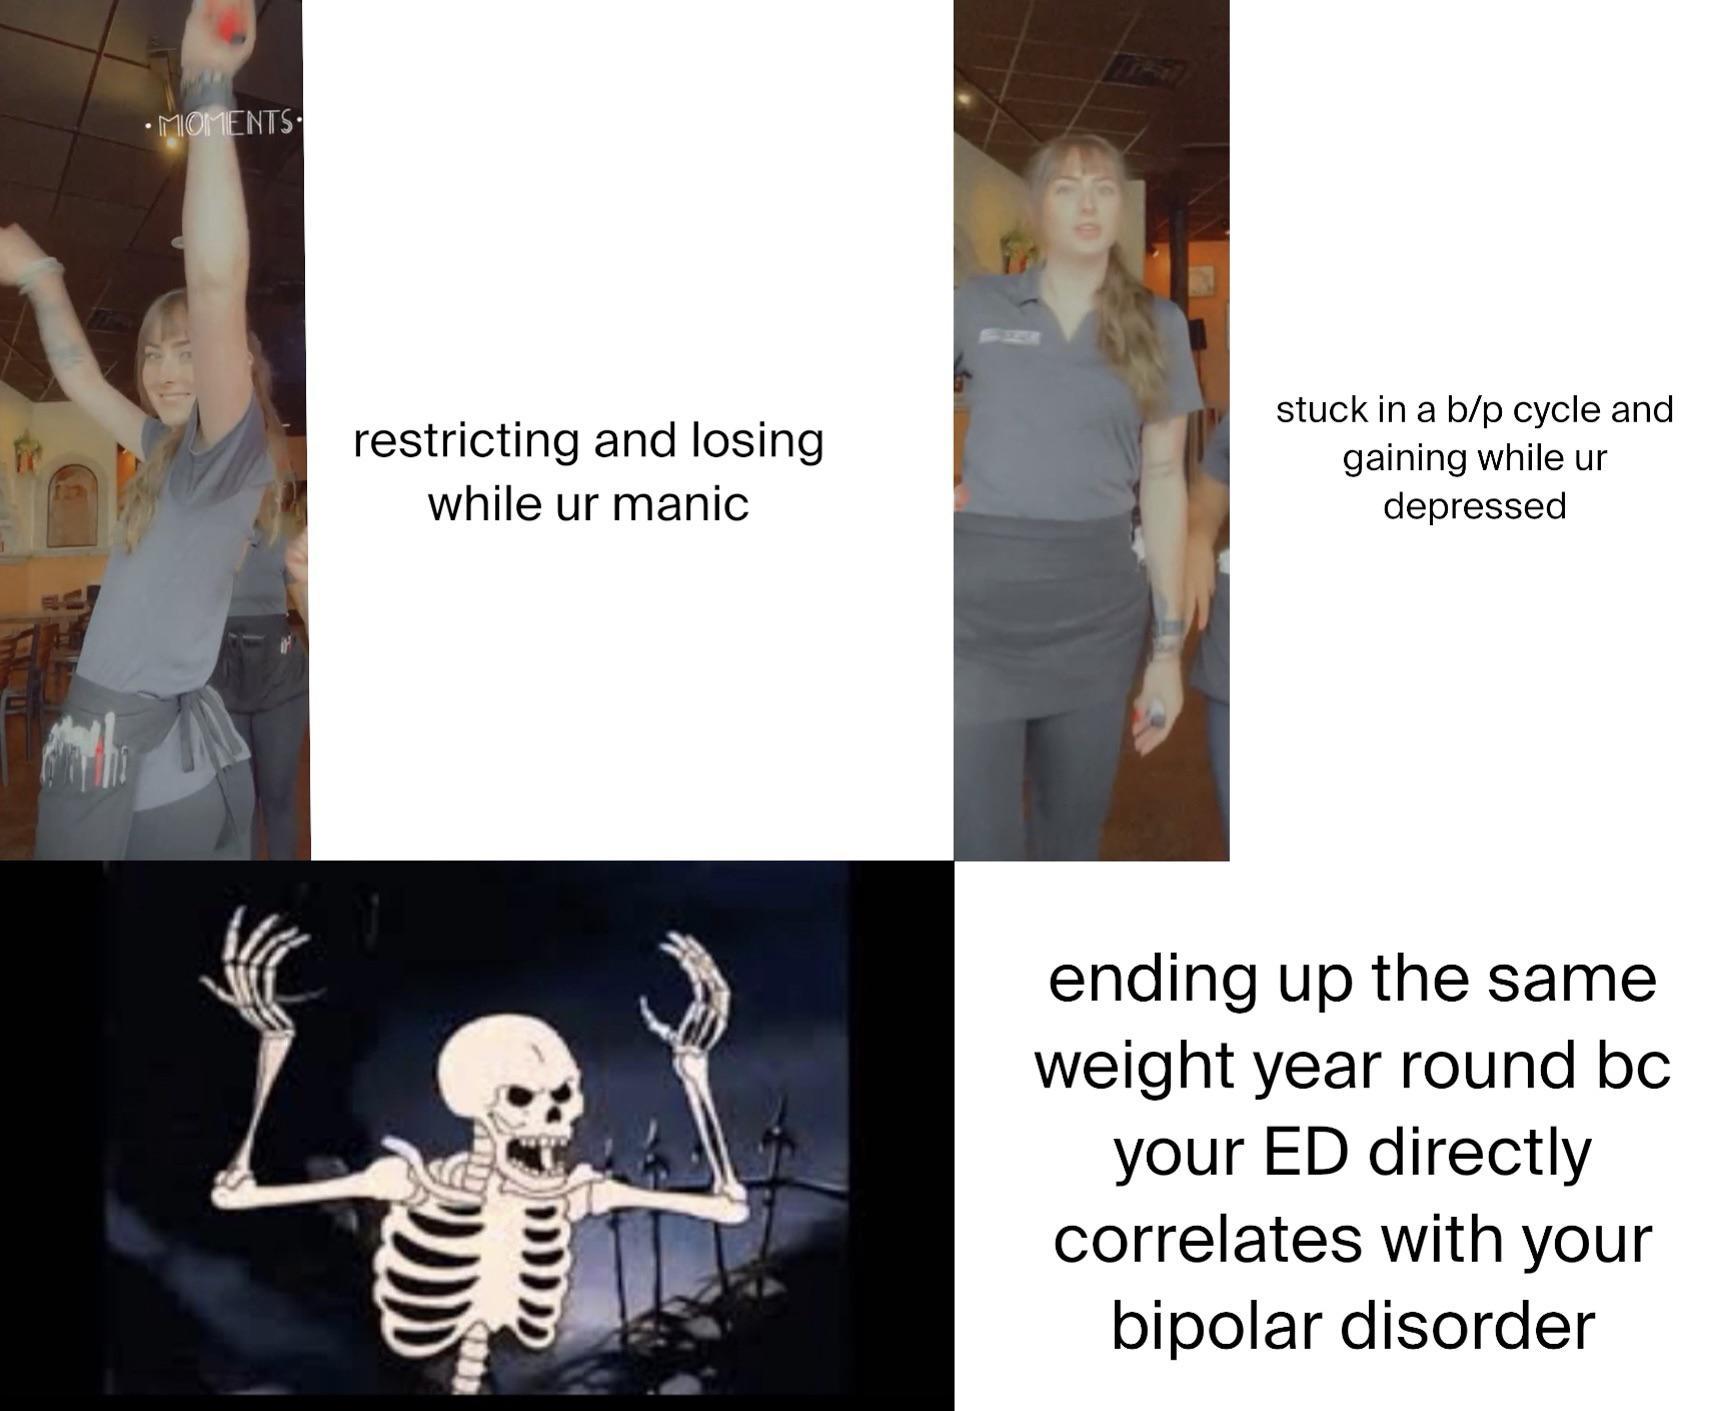 ·MOMENTS·
restricting and losing
while ur manic
stuck in a b/p cycle and
gaining while ur
depressed
ending up the same
weight year round bc
your ED directly
correlates with your
bipolar disorder